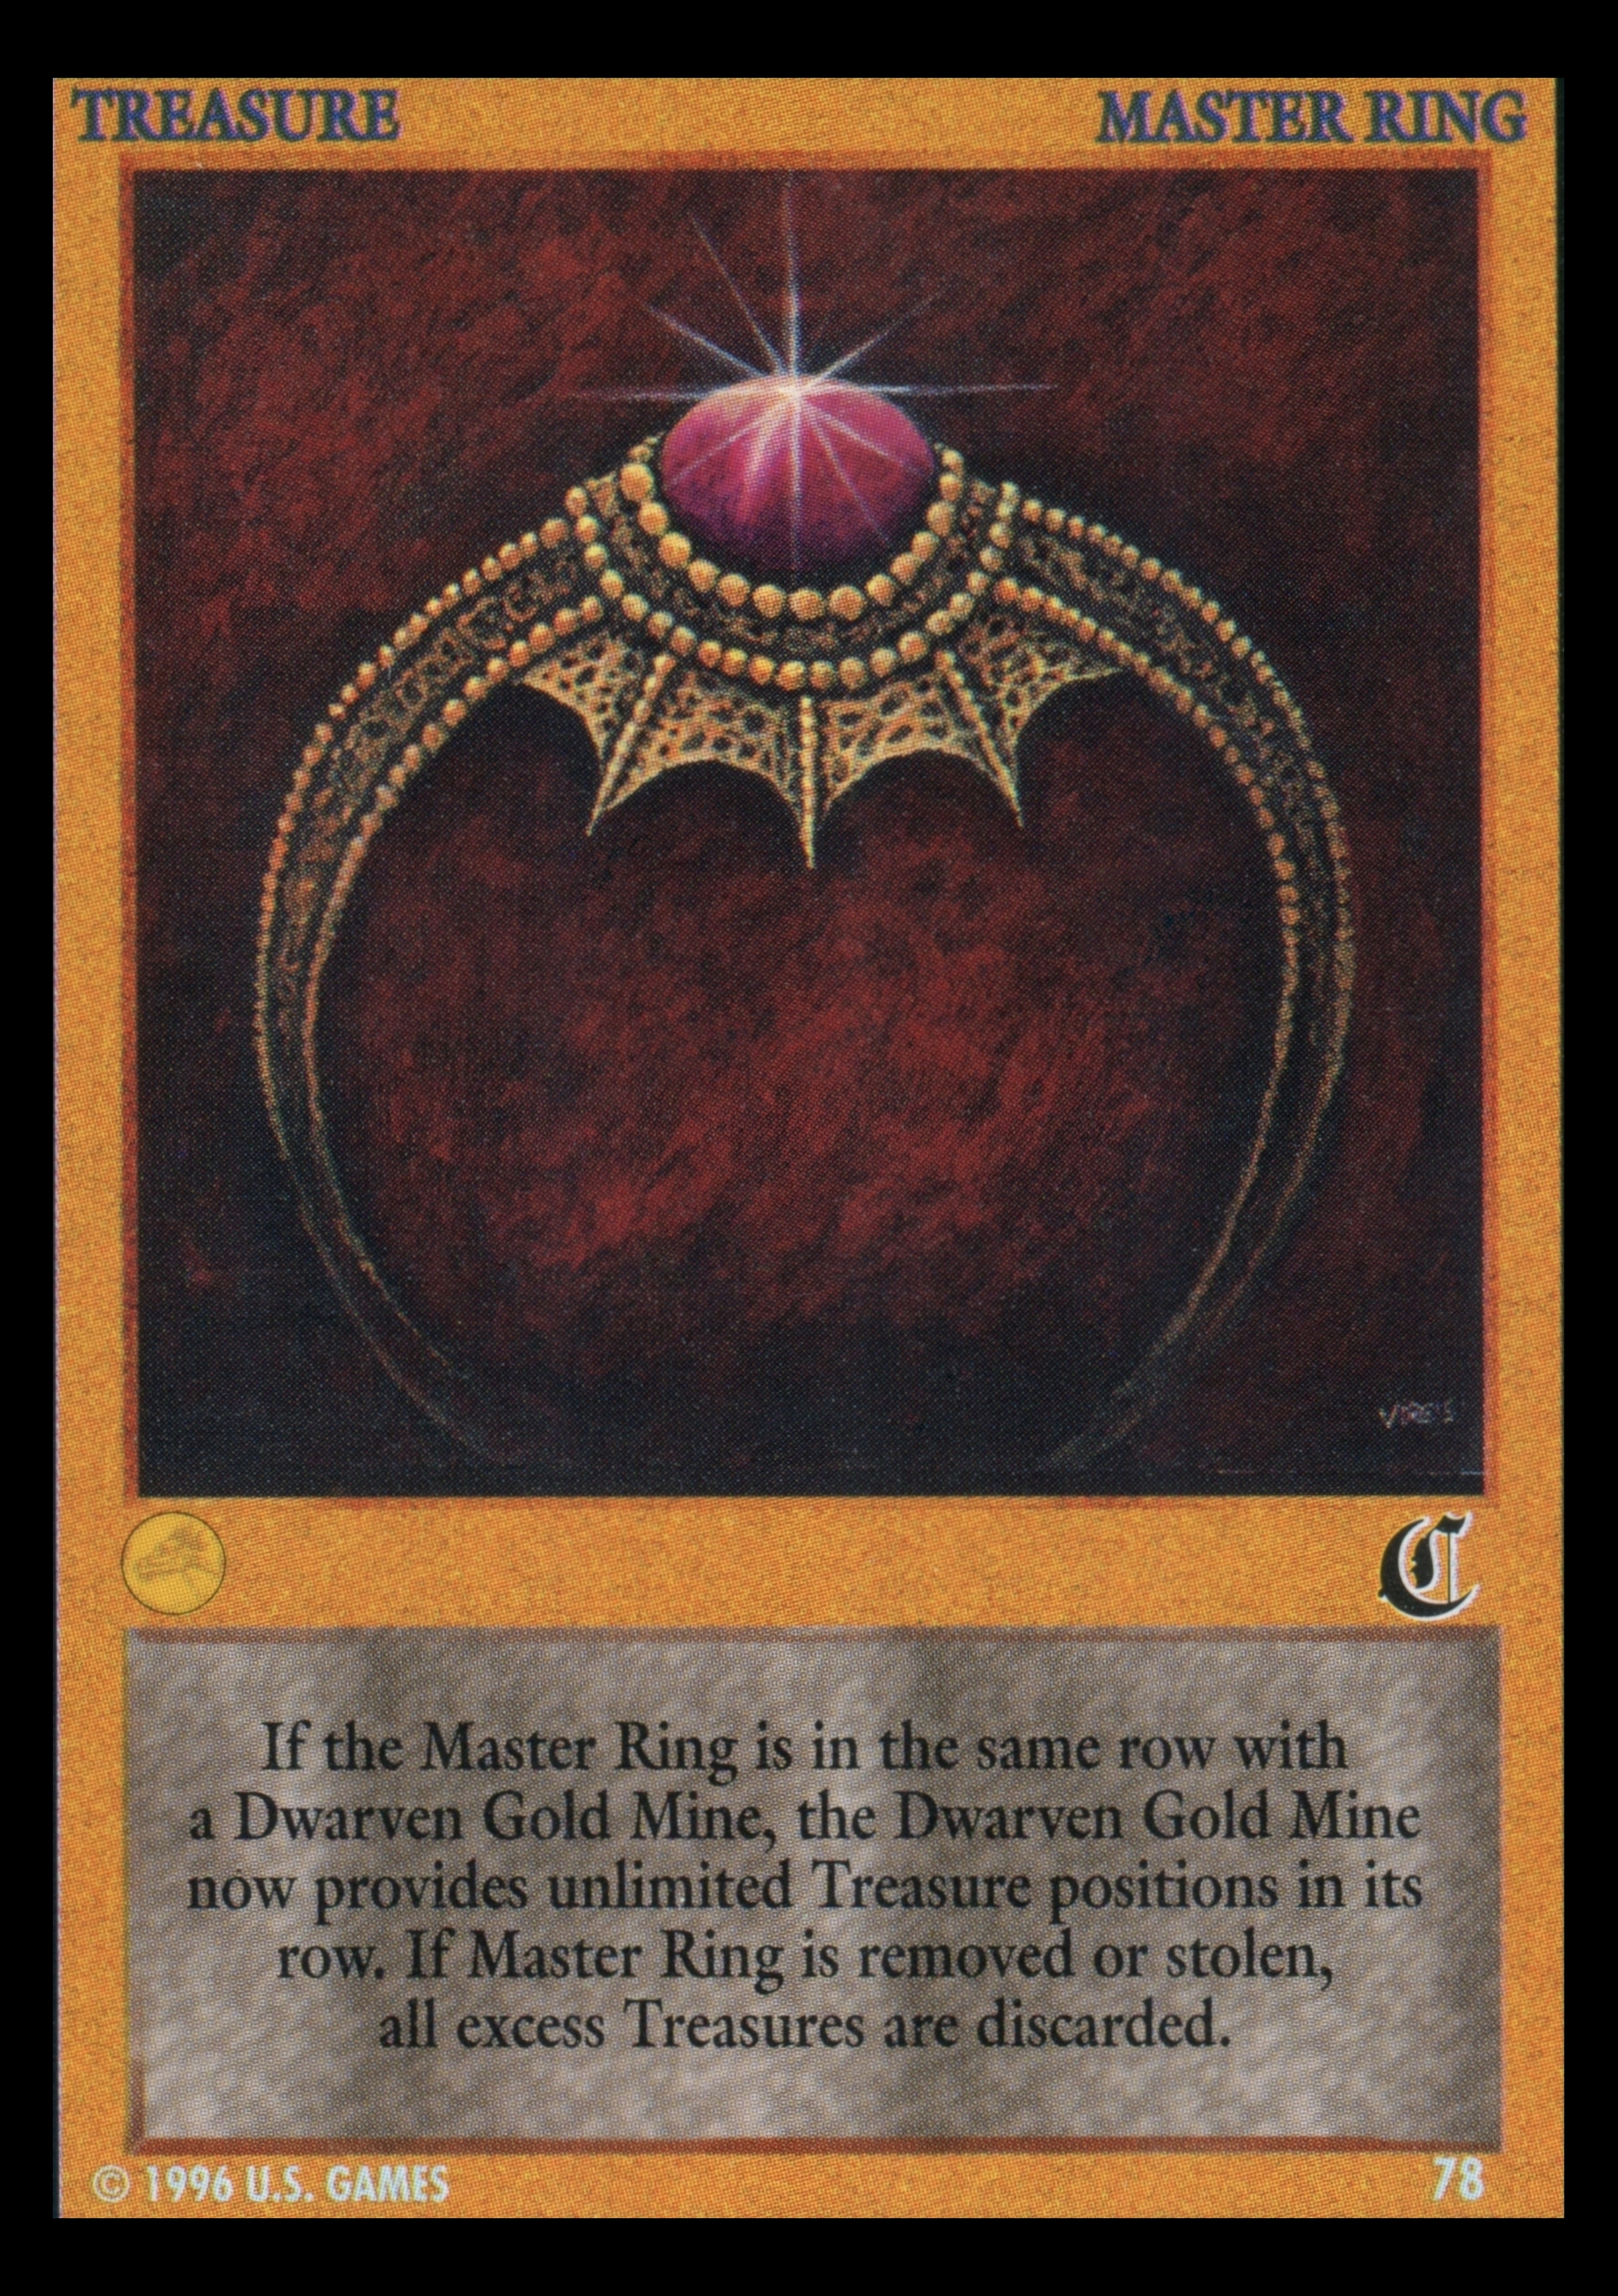 TREASURE MASTER RING
C
If the Master Ring is in the same row with
a Dwarven Gold Mine, the Dwarven Gold Mine
now provides unlimited Treasure positions in its
row. If Master Ring is removed or stolen,
all excess Treasures are discarded.
© 1996 U.S. GAMES 78